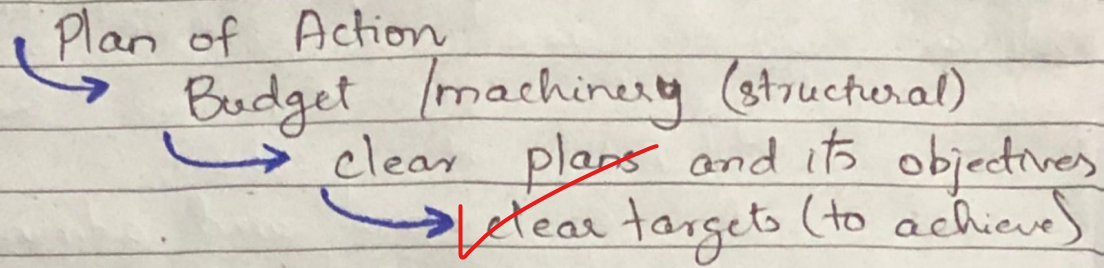 Plan of Action
Budget /machinery (structural)
clear plans and its objectives
clear targets (to achieve)